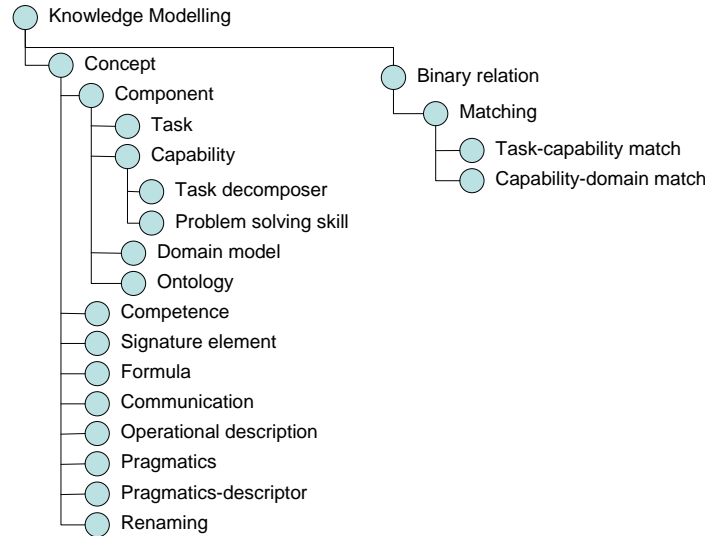 Knowledge Modelling
Concept
Component
Task
Capability
Task decomposer
Problem solving skill
Domain model
Ontology
Competence
Signature element
Formula
Communication
Operational description
Pragmatics
Pragmatics-descriptor
Renaming
Binary relation
Matching
Task-capability match
Capability-domain match